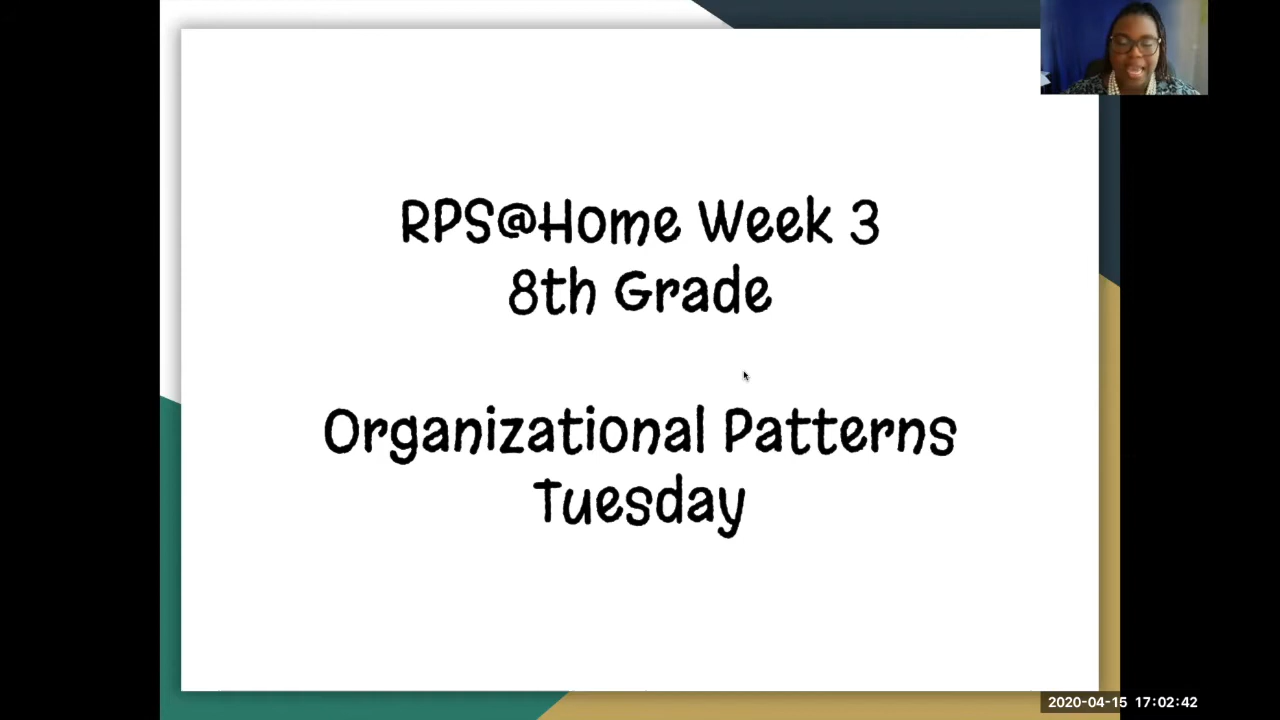 RPS@Home Week 3
8th Grade
Organizational Patterns
Tuesday
2020-04-15 17:02:42